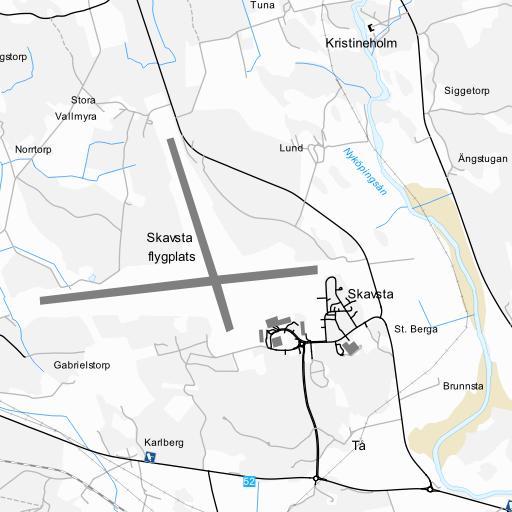 Tuna
Kristineholm
gstorp
Siggetorp
Stora
Vallmyra
Norrtorp
Lund
Nyköpingsån
Ängstugan
Skavsta
flygplats
Skavsta
St. Berga
Gabrielstorp
Brunnsta
Karlberg
Tå
52